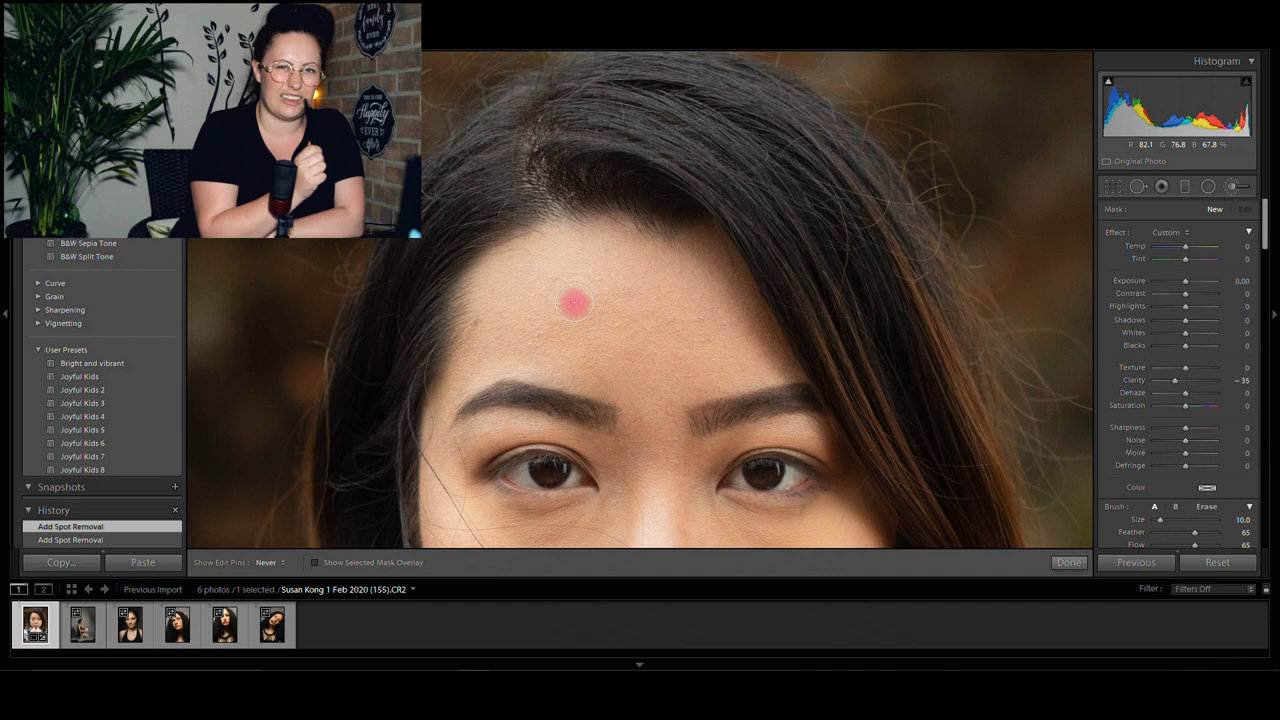 BEST
family
EVER
THIS IS OUR
Happily
EVER
after
Histogram
R 82.1 G 76.8 B 67.8 %
Original Photo
Mask : New Edit
Effect : Custom
Temp 0
Tint 0
Exposure 0.00
Contrast 0
Highlights 0
Shadows 0
Whites 0
Blacks 0
Texture 0
Clarity – 35
Dehaze 0
Saturation 0
Sharpness 0
Noise 0
Moiré 0
Defringe 0
Color
Brush : A B Erase
Size 10.0
Feather 65
Flow 65
Previous Reset
B&W Sepia Tone
B&W Split Tone
Curve
Grain
Sharpening
Vignetting
User Presets
Bright and vibrant
Joyful Kids
Joyful Kids 2
Joyful Kids 3
Joyful Kids 4
Joyful Kids 5
Joyful Kids 6
Joyful Kids 7
Joyful Kids 8
Snapshots +
History ×
Add Spot Removal
Add Spot Removal
Copy... Paste
Show Edit Pins : Never Show Selected Mask Overlay Done
1 2 Previous Import 6 photos / 1 selected / Susan Kong 1 Feb 2020 (155).CR2 Filter : Filters Off